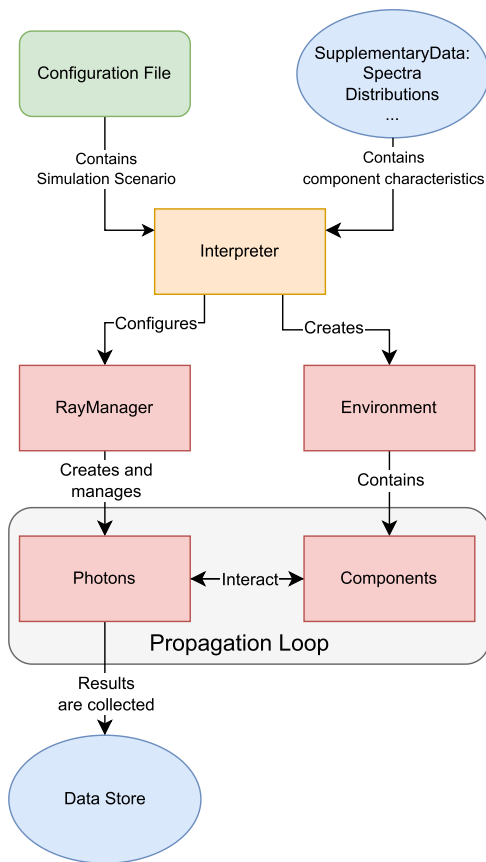 Configuration File
SupplementaryData:
Spectra
Distributions
...
Contains
Simulation Scenario
Contains
component characteristics
Interpreter
Configures
Creates
RayManager
Environment
Creates and
manages
Contains
Photons
Interact
Components
Propagation Loop
Results
are collected
Data Store